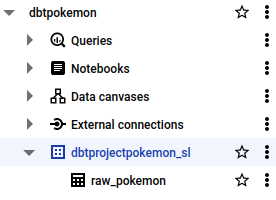 dbtpokemon
Queries
Notebooks
Data canvases
External connections
dbtprojectpokemon_sl
raw_pokemon